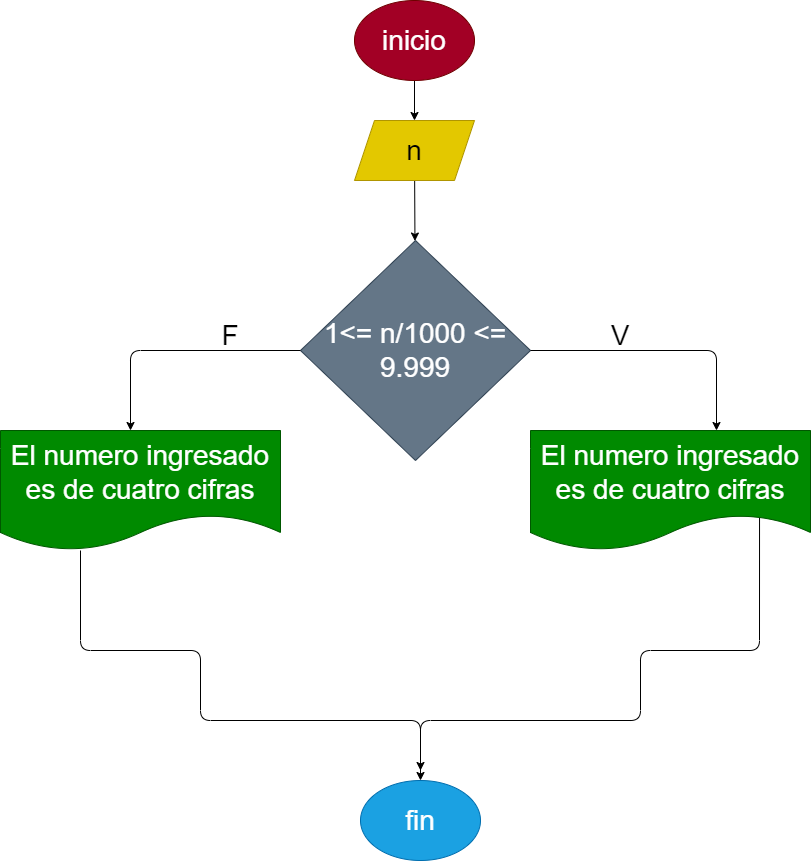 inicio
n
F
V
1<= n/1000 <=
9.999
El numero ingresado
es de cuatro cifras
El numero ingresado
es de cuatro cifras
fin